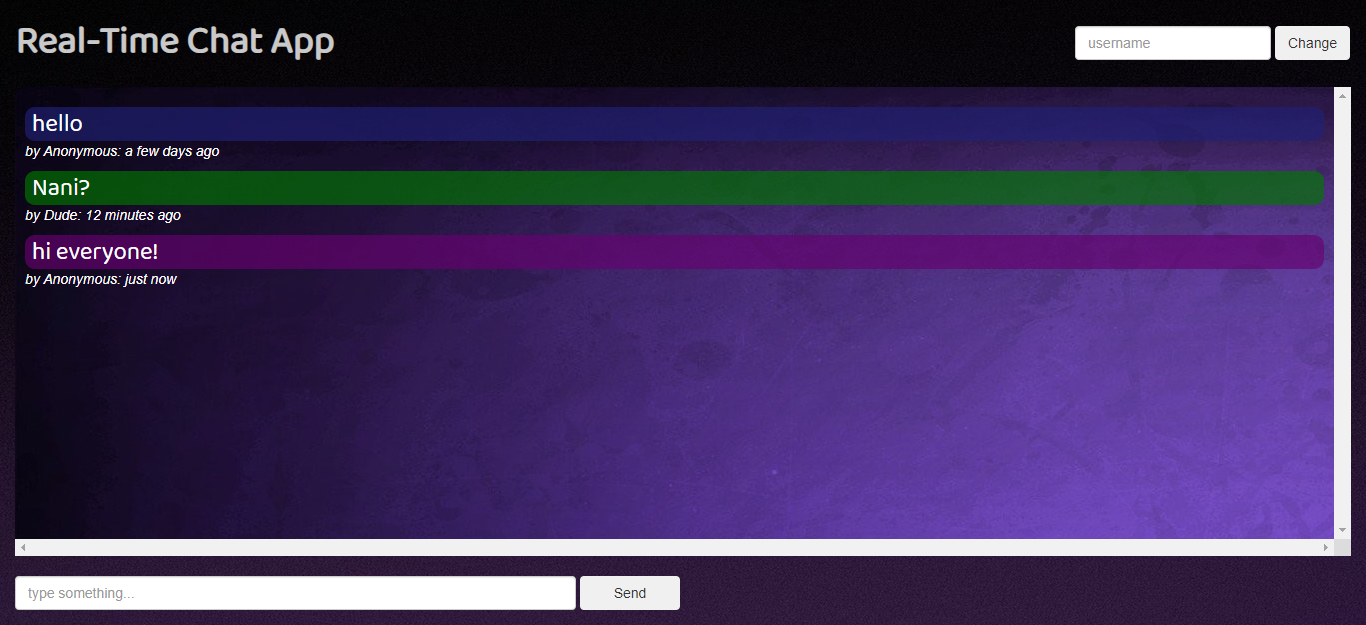 Real-Time Chat App
username
Change
hello
by Anonymous: a few days ago
Nani?
by Dude: 12 minutes ago
hi everyone!
by Anonymous: just now
type something...
Send